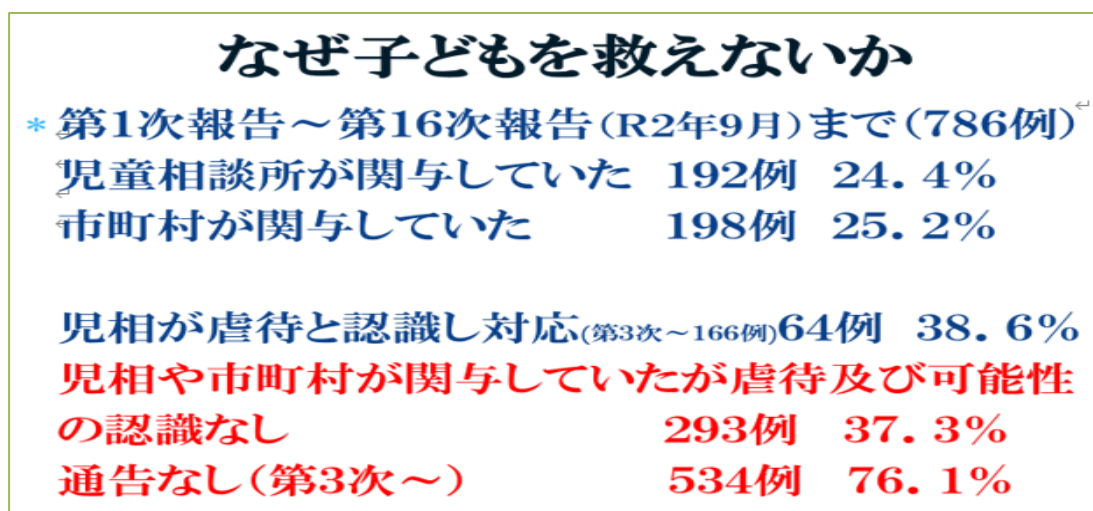 なぜ子どもを救えないか
*第1次報告～第16次報告(R2年9月)まで(786例)
児童相談所が関与していた 192例 24.4%
市町村が関与していた 198例 25.2%
児相が虐待と認識し対応(第3次～166例)64例 38.6%
児相や市町村が関与していたが虐待及び可能性
の認識なし 293例 37.3%
通告なし(第3次～) 534例 76.1%